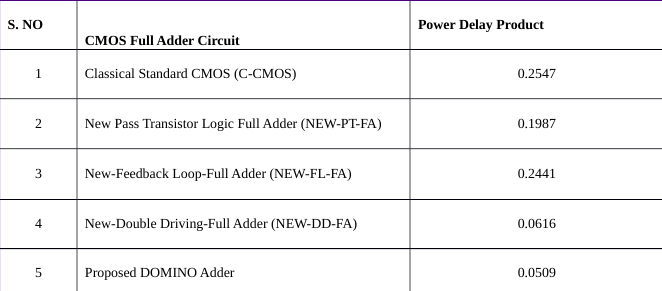 S. NO CMOS Full Adder Circuit Power Delay Product
1 Classical Standard CMOS (C-CMOS) 0.2547
2 New Pass Transistor Logic Full Adder (NEW-PT-FA) 0.1987
3 New-Feedback Loop-Full Adder (NEW-FL-FA) 0.2441
4 New-Double Driving-Full Adder (NEW-DD-FA) 0.0616
5 Proposed DOMINO Adder 0.0509